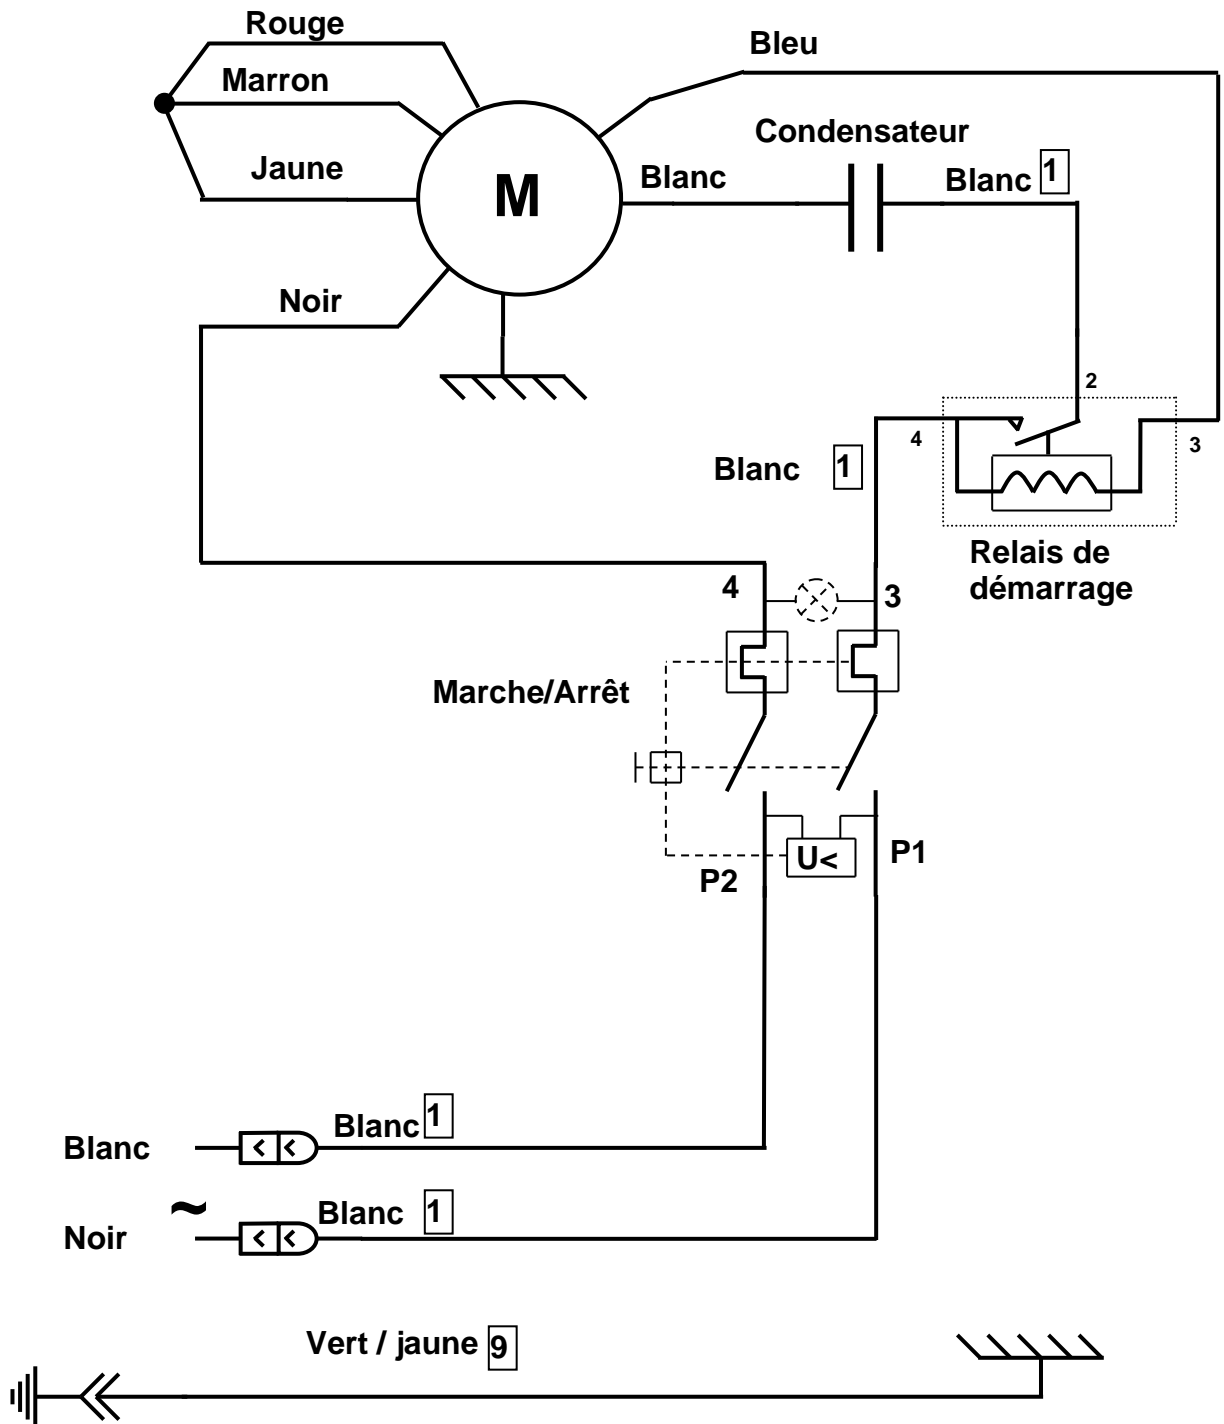 Rouge
Bleu
Marron
Condensateur
Jaune
M
Blanc
Blanc 1
Noir
2
4
3
Blanc 1
Relais de
démarrage
4
3
Marche/Arrêt
U<
P1
P2
Blanc
Blanc 1
~
Noir
Blanc 1
Vert / jaune 9